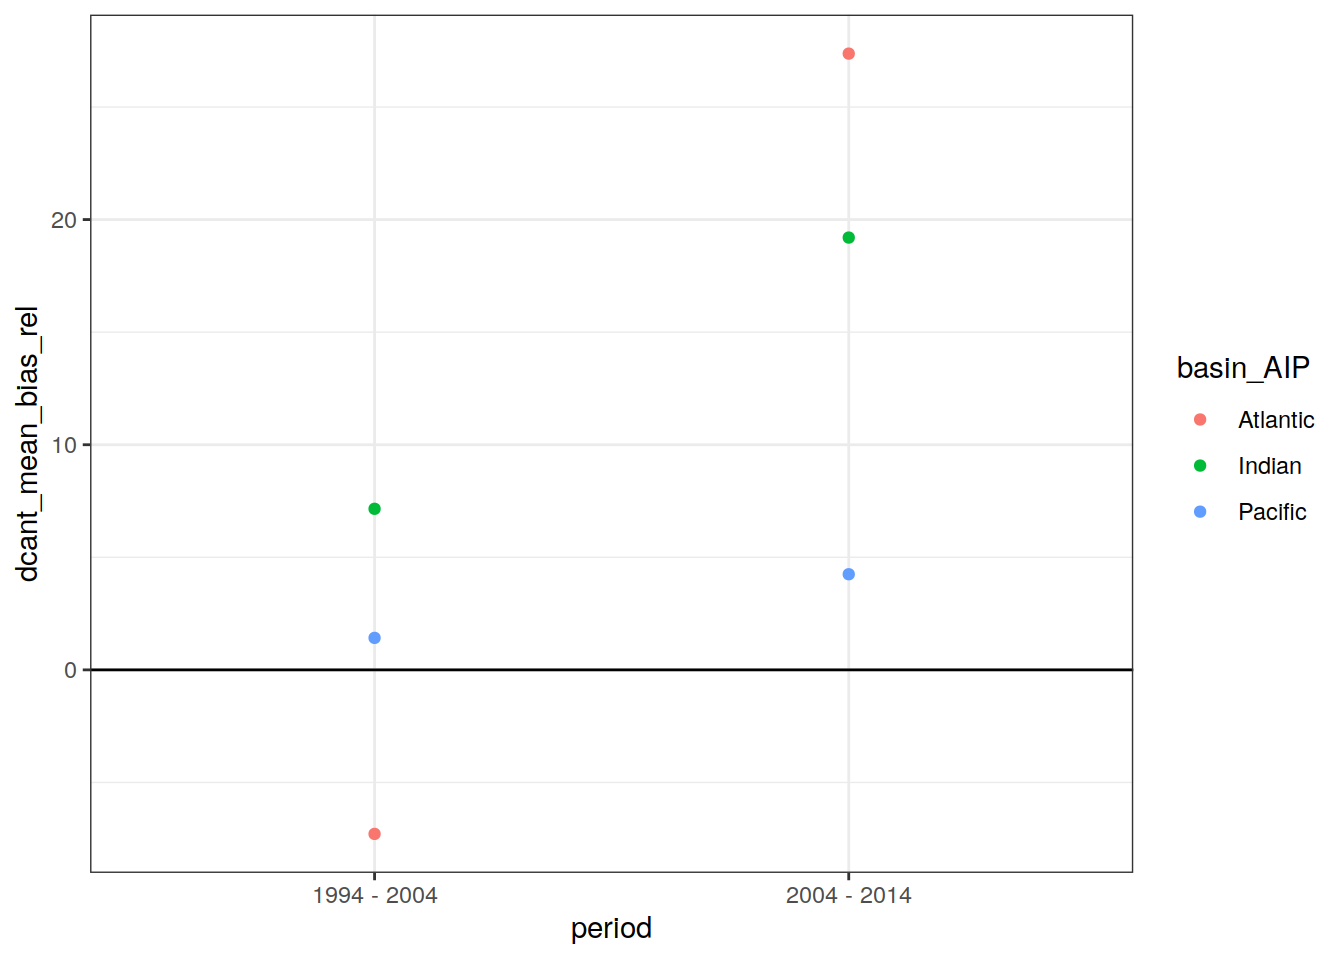 dcant_mean_bias_rel
20
10
0
1994 - 2004
2004 - 2014
period
basin_AIP
Atlantic
Indian
Pacific